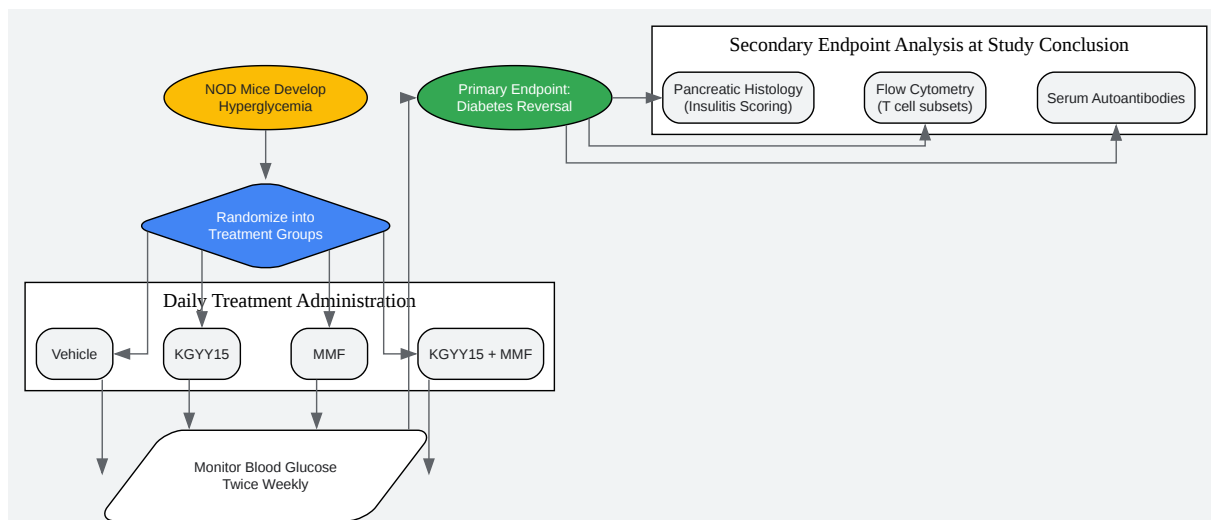 Secondary Endpoint Analysis at Study Conclusion
NOD Mice Develop
Hyperglycemia
Primary Endpoint:
Diabetes Reversal
Pancreatic Histology
(Insulitis Scoring)
Flow Cytometry
(T cell subsets)
Serum Autoantibodies
Randomize into
Treatment Groups
Daily Treatment Administration
Vehicle
KGYY15
MMF
KGYY15 + MMF
Monitor Blood Glucose
Twice Weekly